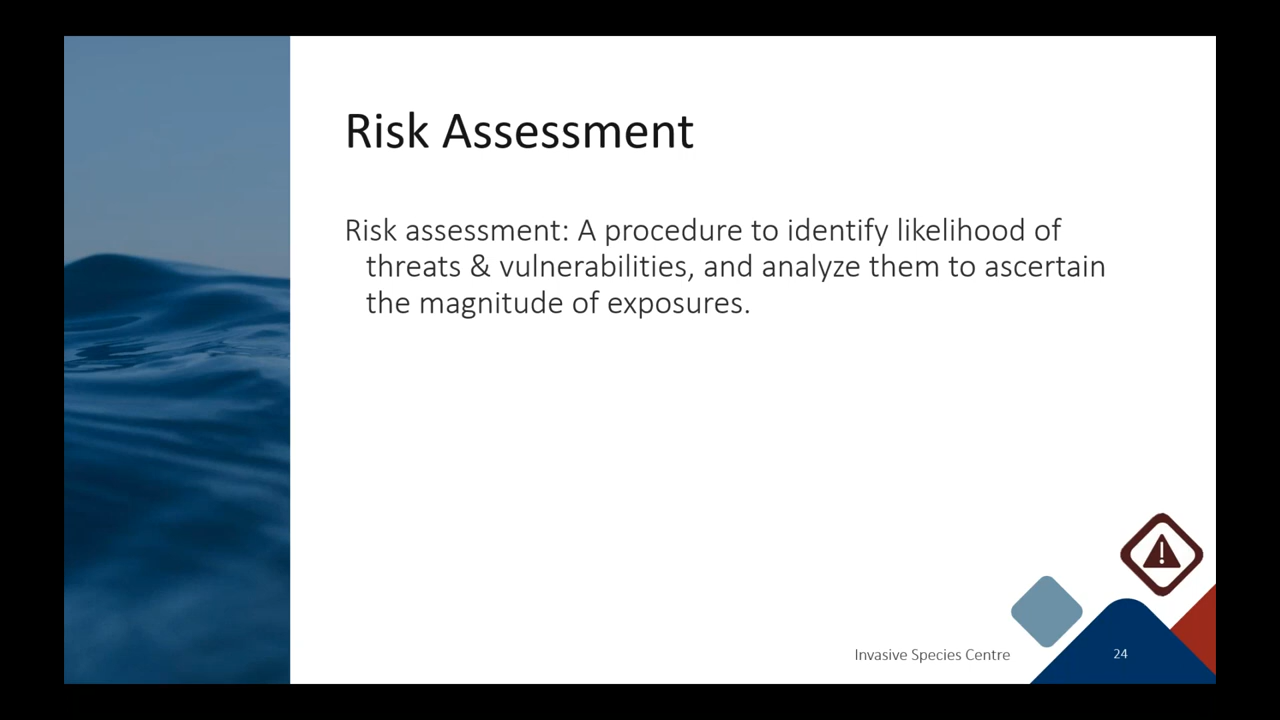 Risk Assessment
Risk assessment: A procedure to identify likelihood of
threats & vulnerabilities, and analyze them to ascertain
the magnitude of exposures.
Invasive Species Centre
24